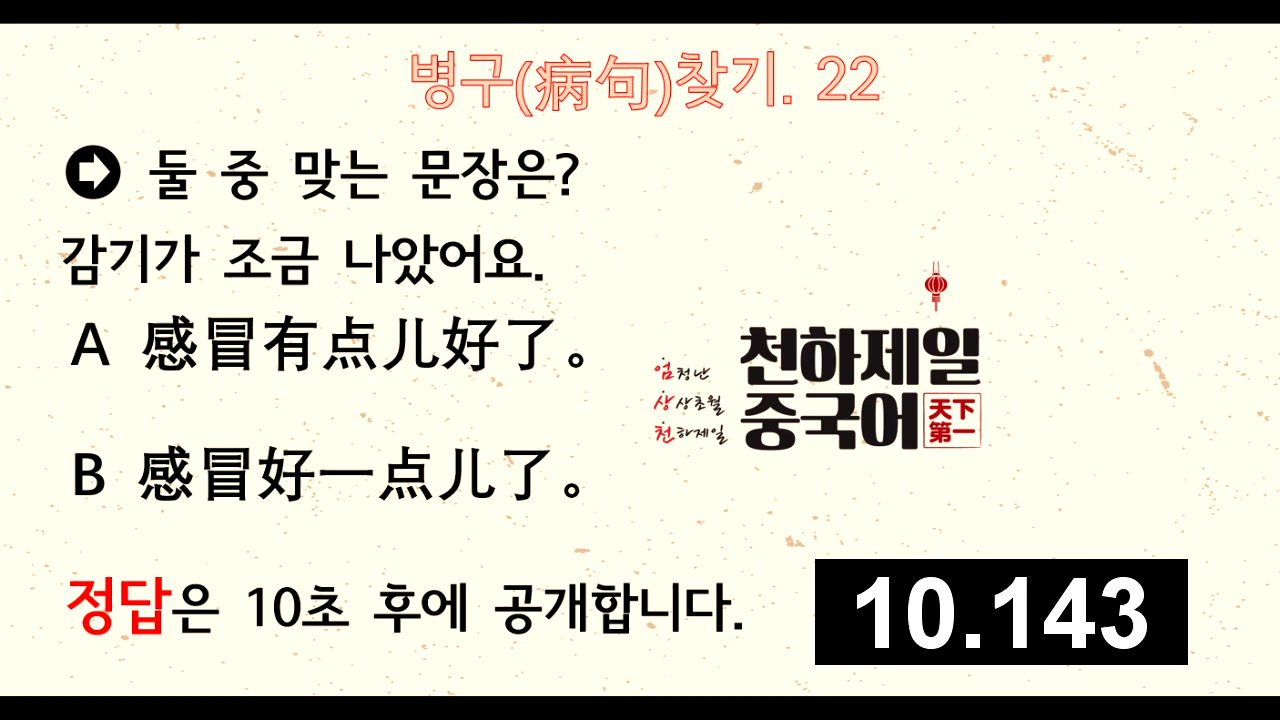 병구(病句)찾기. 22
둘 중 맞는 문장은?
감기가 조금 나았어요.
A 感冒有点儿好了。
B 感冒好一点儿了。
엄청난
상상초월
천하제일
천하제일
중국어
天下
第一
정답은 10초 후에 공개합니다.
10.143